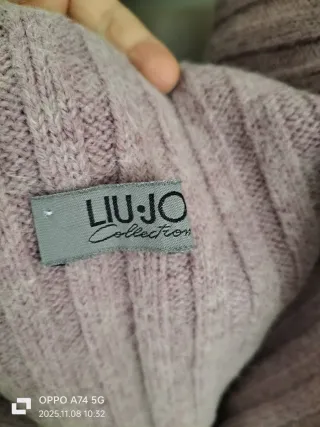 LIU·JO
Collection
OPPO A74 5G
2025.11.08 10:32